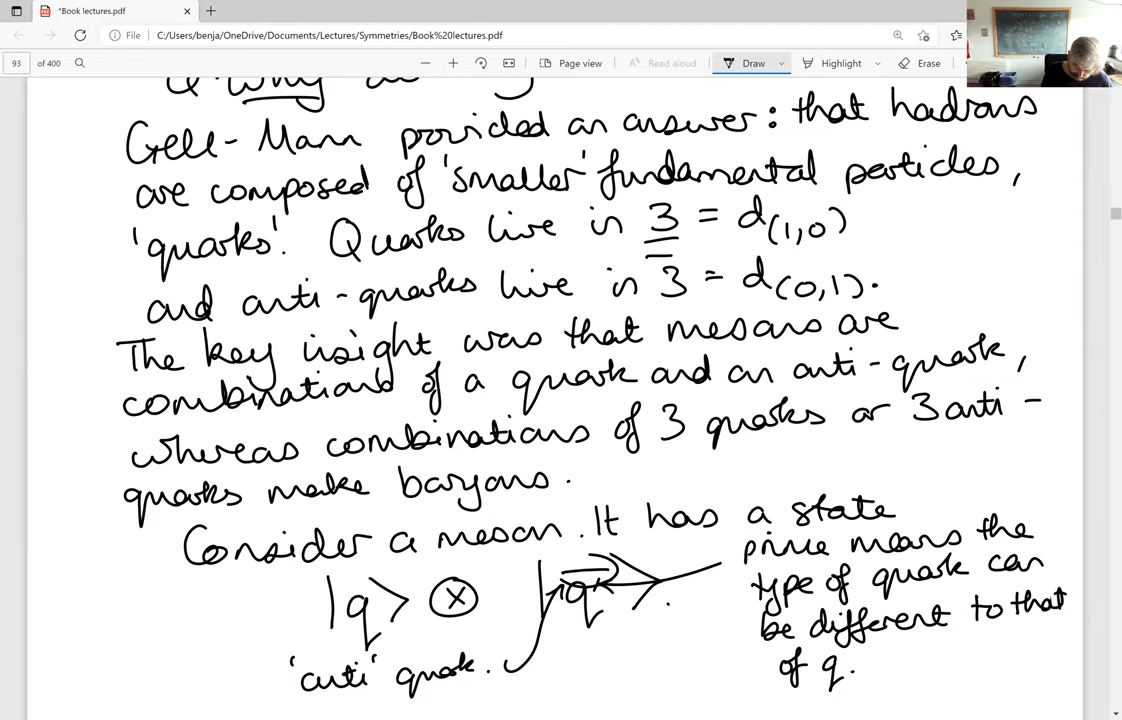 *Book lectures.pdf
File C:/Users/benja/OneDrive/Documents/Lectures/Symmetries/Book%20lectures.pdf
93 of 400 Page view Read aloud Draw Highlight Erase
Why
Gell-Mann provided an answer: that hadrons
are composed of 'smaller' fundamental particles,
'quarks'. Quarks live in 3 = d(1,0)
and anti-quarks live in 3 = d(0,1).
The key insight was that mesons are
combinations of a quark and an anti-quark,
whereas combinations of 3 quarks or 3 anti-
quarks make baryons.
Consider a meson. It has a state
|q> ⊗ |q̄'>.
'anti' quark.
prime means the
type of quark can
be different to that
of q.